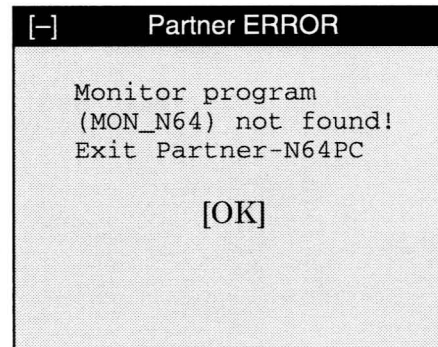 [–] Partner ERROR
Monitor program
(MON_N64) not found!
Exit Partner-N64PC
[OK]